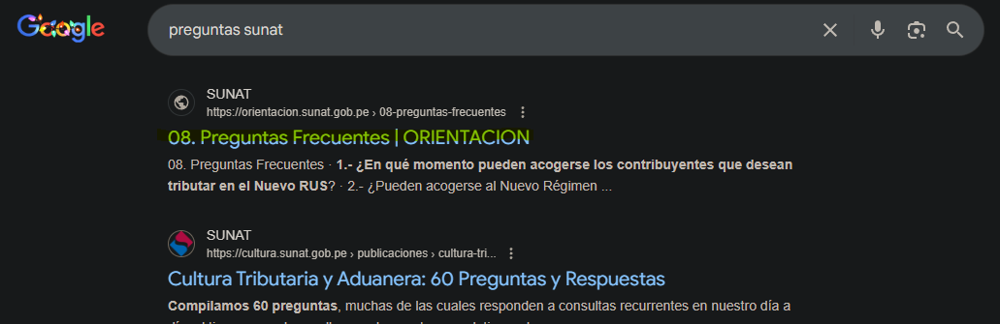 Google
preguntas sunat
SUNAT
https://orientacion.sunat.gob.pe › 08-preguntas-frecuentes
08. Preguntas Frecuentes | ORIENTACION
08. Preguntas Frecuentes · 1.- ¿En qué momento pueden acogerse los contribuyentes que desean
tributar en el Nuevo RUS? · 2.- ¿Pueden acogerse al Nuevo Régimen ...
SUNAT
https://cultura.sunat.gob.pe › publicaciones › cultura-tri...
Cultura Tributaria y Aduanera: 60 Preguntas y Respuestas
Compilamos 60 preguntas, muchas de las cuales responden a consultas recurrentes en nuestro día a